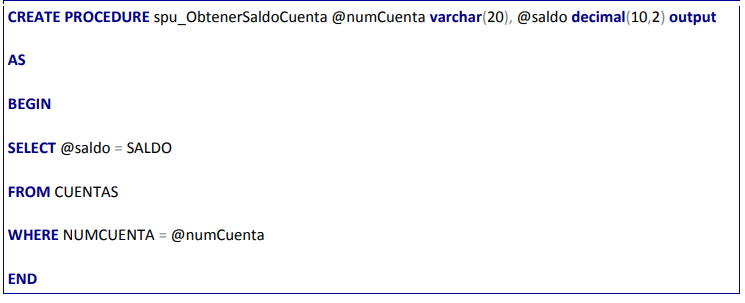 CREATE PROCEDURE spu_ObtenerSaldoCuenta @numCuenta varchar(20), @saldo decimal(10,2) output
AS
BEGIN
SELECT @saldo = SALDO
FROM CUENTAS
WHERE NUMCUENTA = @numCuenta
END